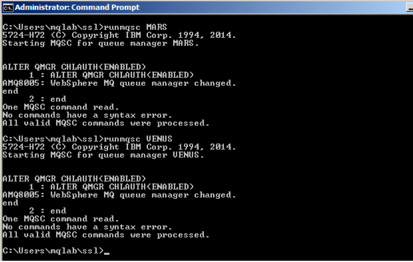 Administrator: Command Prompt
C:\Users\mqlab\ssl>runmqsc MARS
5724-H72 (C) Copyright IBM Corp. 1994, 2014.
Starting MQSC for queue manager MARS.
ALTER QMGR CHLAUTH(ENABLED)
1 : ALTER QMGR CHLAUTH(ENABLED)
AMQ8005: WebSphere MQ queue manager changed.
end
2 : end
One MQSC command read.
No commands have a syntax error.
All valid MQSC commands were processed.
C:\Users\mqlab\ssl>runmqsc VENUS
5724-H72 (C) Copyright IBM Corp. 1994, 2014.
Starting MQSC for queue manager VENUS.
ALTER QMGR CHLAUTH(ENABLED)
1 : ALTER QMGR CHLAUTH(ENABLED)
AMQ8005: WebSphere MQ queue manager changed.
end
2 : end
One MQSC command read.
No commands have a syntax error.
All valid MQSC commands were processed.
C:\Users\mqlab\ssl>_